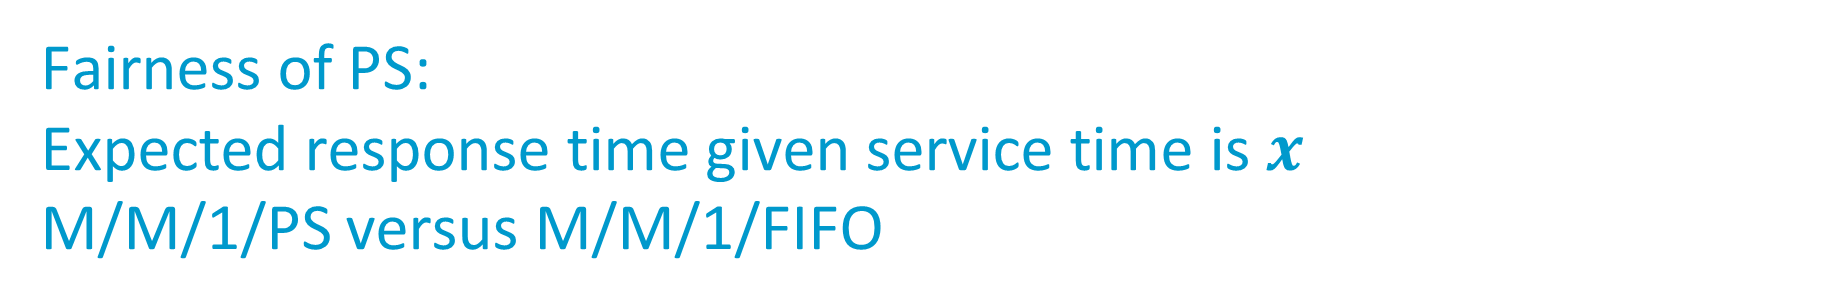 Fairness of PS:
Expected response time given service time is x
M/M/1/PS versus M/M/1/FIFO